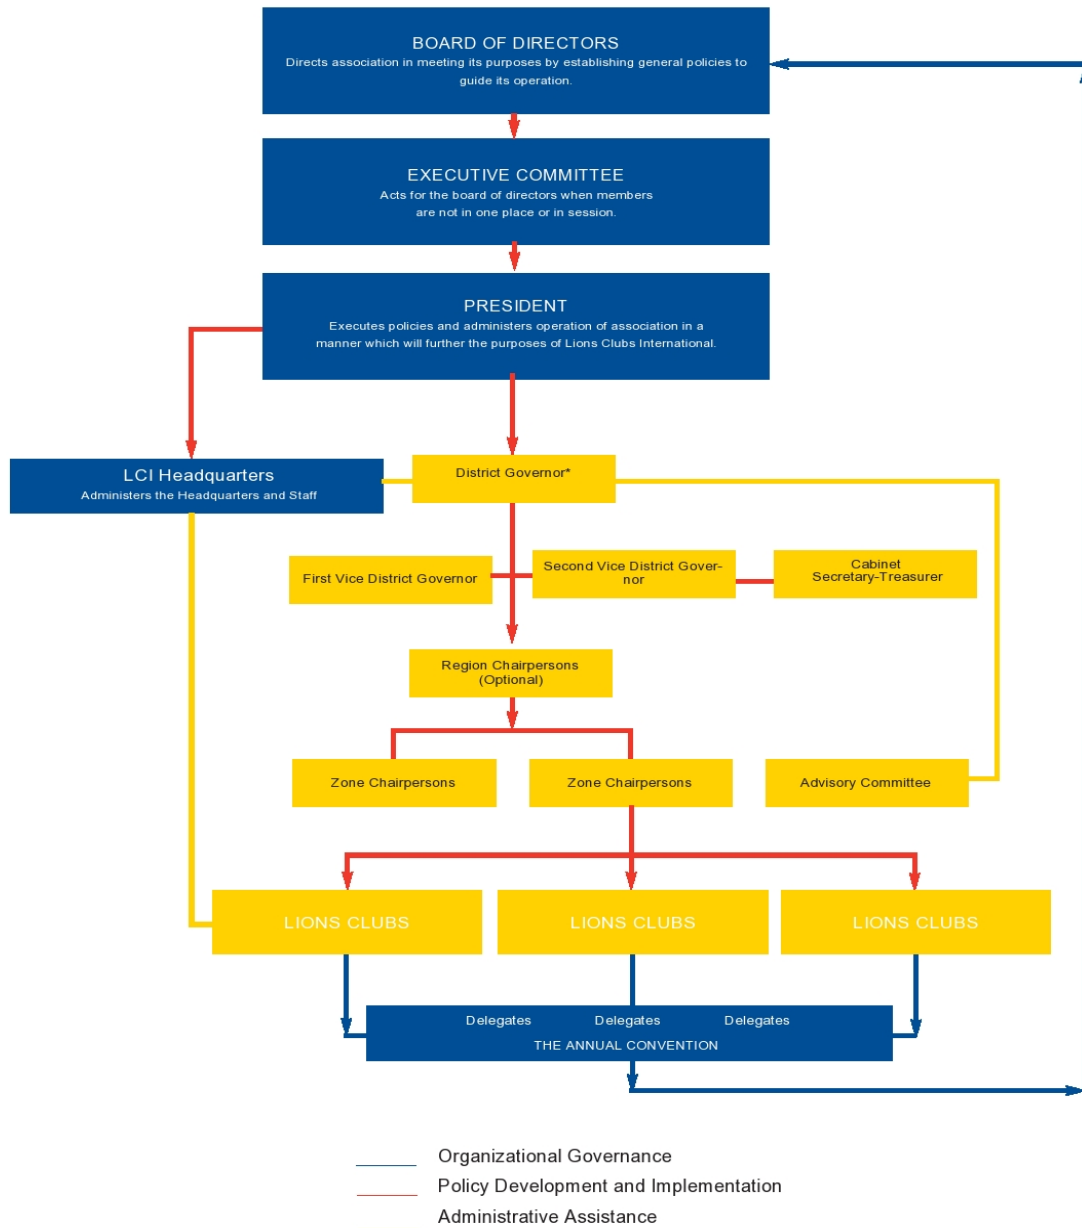 BOARD OF DIRECTORS
Directs association in meeting its purposes by establishing general policies to
guide its operation.
EXECUTIVE COMMITTEE
Acts for the board of directors when members
are not in one place or in session.
PRESIDENT
Executes policies and administers operation of association in a
manner which will further the purposes of Lions Clubs International.
LCI Headquarters
Administers the Headquarters and Staff
District Governor*
First Vice District Governor
Second Vice District Gover-
nor
Cabinet
Secretary-Treasurer
Region Chairpersons
(Optional)
Zone Chairpersons
Zone Chairpersons
Advisory Committee
LIONS CLUBS
LIONS CLUBS
LIONS CLUBS
Delegates Delegates Delegates
THE ANNUAL CONVENTION
Organizational Governance
Policy Development and Implementation
Administrative Assistance